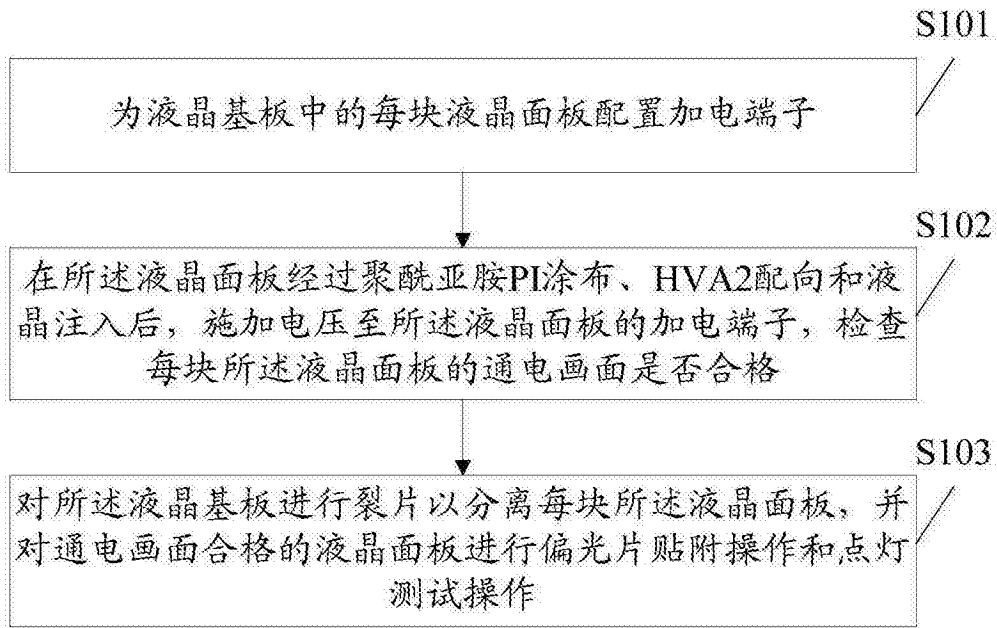 S101
为液晶基板中的每块液晶面板配置加电端子
S102
在所述液晶面板经过聚酰亚胺PI涂布、HVA2配向和液
晶注入后，施加电压至所述液晶面板的加电端子，检查
每块所述液晶面板的通电画面是否合格
S103
对所述液晶基板进行裂片以分离每块所述液晶面板，并
对通电画面合格的液晶面板进行偏光片贴附操作和点灯
测试操作